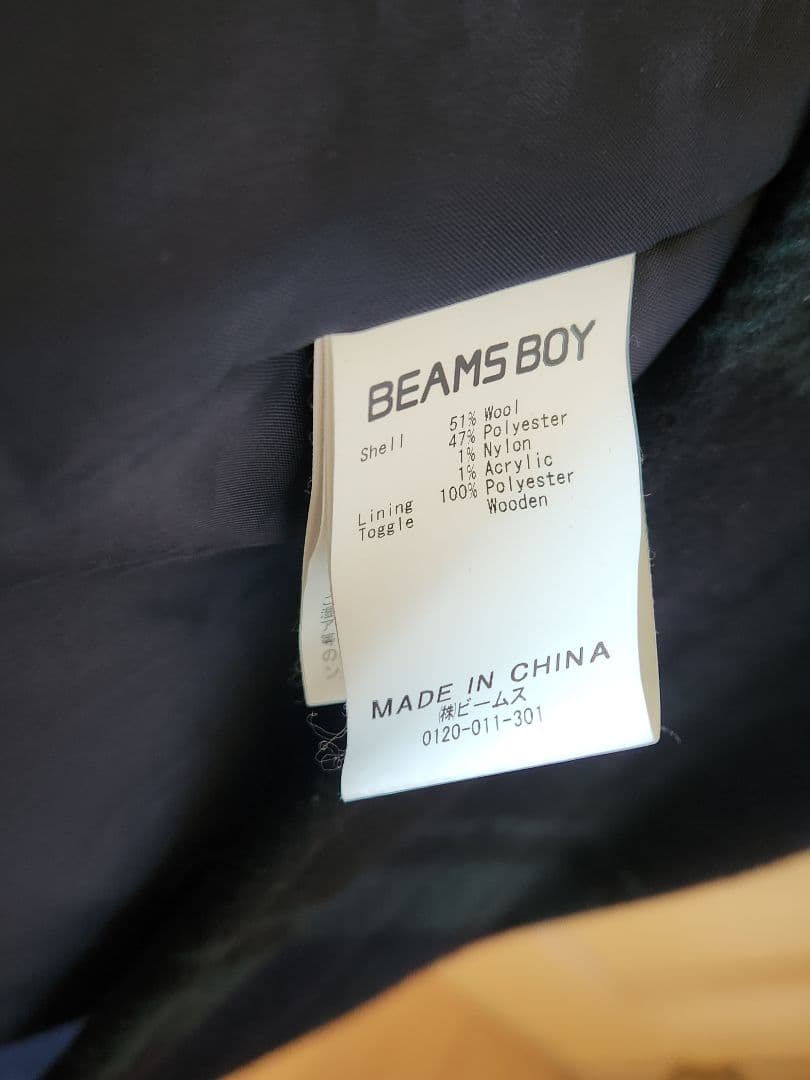 BEAMS BOY
Shell 51% Wool
47% Polyester
1% Nylon
1% Acrylic
Lining 100% Polyester
Toggle Wooden
MADE IN CHINA
㈱ビームス
0120-011-301